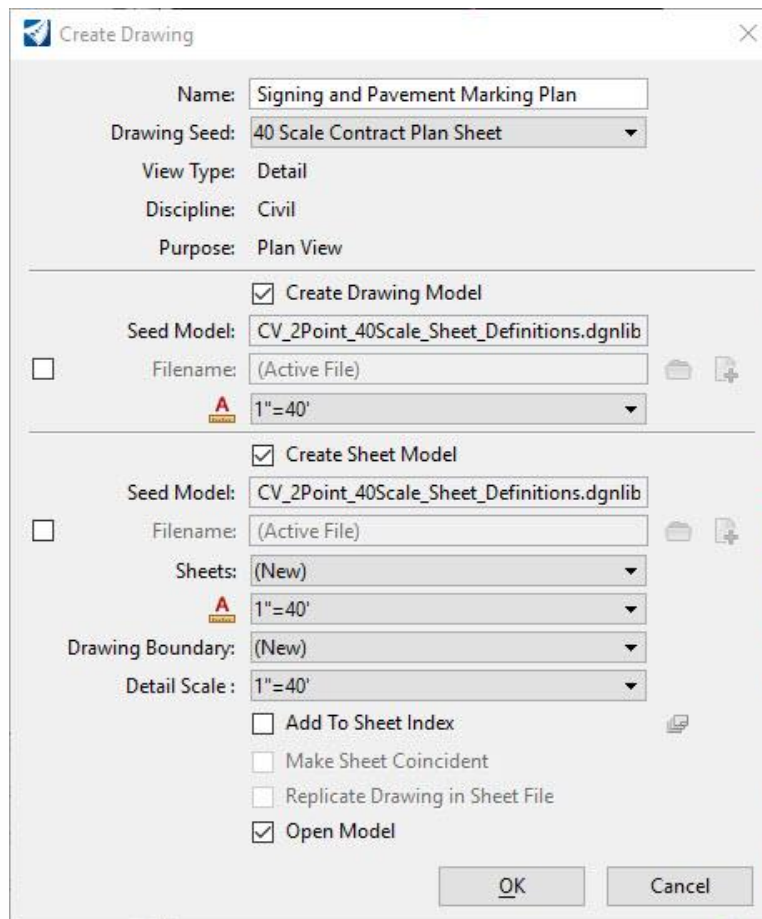 Create Drawing
Name: Signing and Pavement Marking Plan
Drawing Seed: 40 Scale Contract Plan Sheet
View Type: Detail
Discipline: Civil
Purpose: Plan View
Create Drawing Model
Seed Model: CV_2Point_40Scale_Sheet_Definitions.dgnlib
Filename: (Active File)
A 1"=40'
Create Sheet Model
Seed Model: CV_2Point_40Scale_Sheet_Definitions.dgnlib
Filename: (Active File)
Sheets: (New)
A 1"=40'
Drawing Boundary: (New)
Detail Scale : 1"=40'
Add To Sheet Index
Make Sheet Coincident
Replicate Drawing in Sheet File
Open Model
OK Cancel